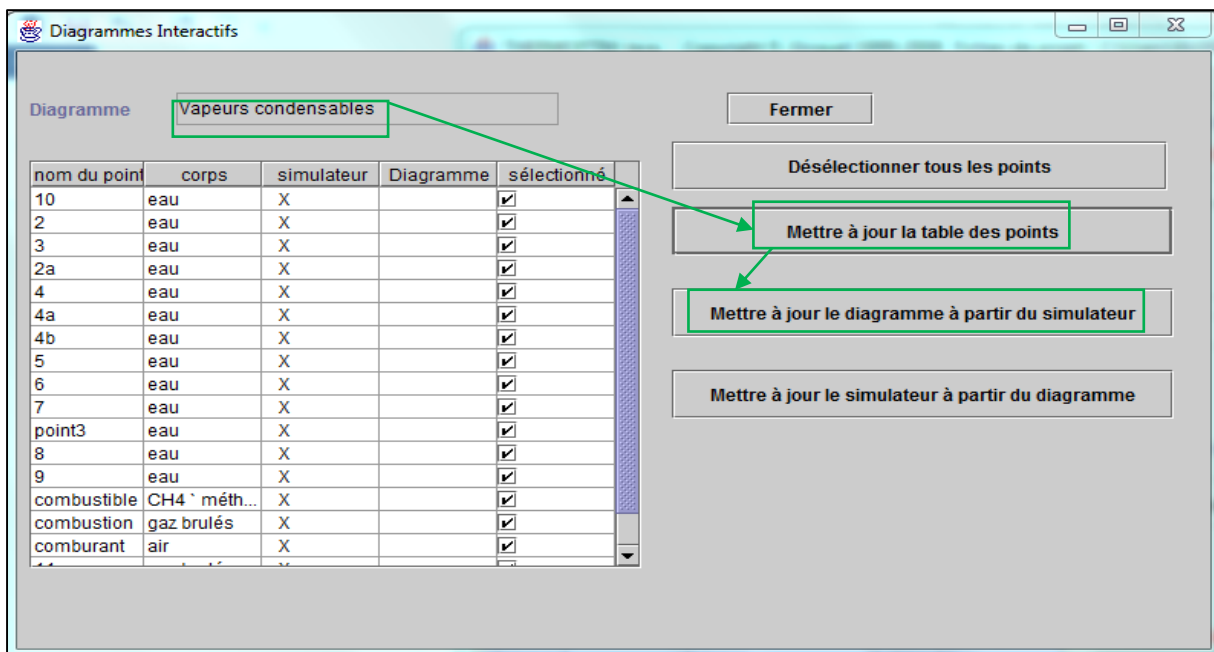 Diagrammes Interactifs
Diagramme Vapeurs condensables
Fermer
Désélectionner tous les points
Mettre à jour la table des points
Mettre à jour le diagramme à partir du simulateur
Mettre à jour le simulateur à partir du diagramme
nom du point corps simulateur Diagramme sélectionné
10 eau X
2 eau X
3 eau X
2a eau X
4 eau X
4a eau X
4b eau X
5 eau X
6 eau X
7 eau X
point3 eau X
8 eau X
9 eau X
combustible CH4 ` méth...
X
combustion gaz brulés X
comburant air X